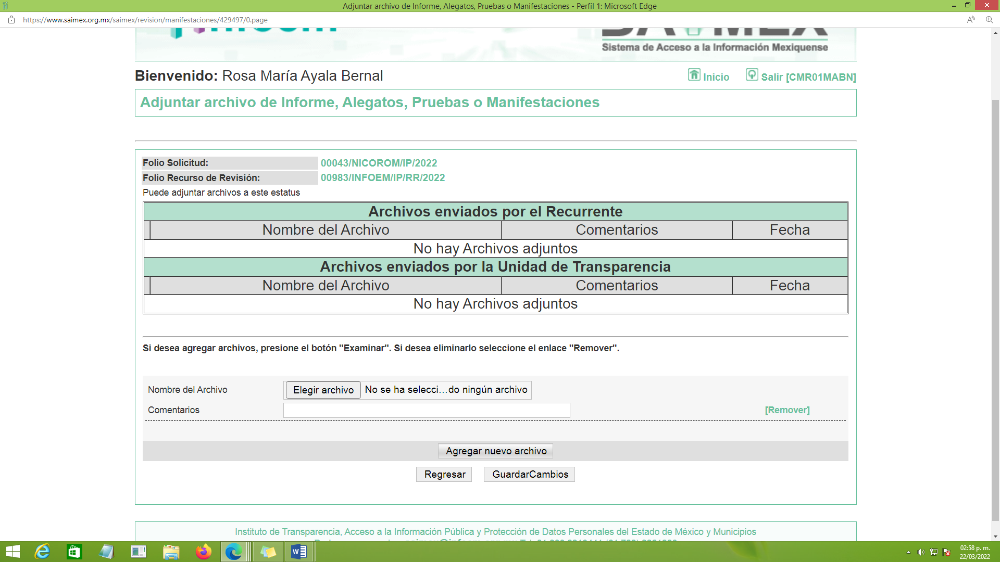 Adjuntar archivo de Informe, Alegatos, Pruebas o Manifestaciones - Perfil 1: Microsoft Edge
https://www.saimex.org.mx/saimex/revision/manifestaciones/429497/0.page
Sistema de Acceso a la Información Mexiquense
Bienvenido: Rosa María Ayala Bernal
Inicio
Salir [CMR01MABN]
Adjuntar archivo de Informe, Alegatos, Pruebas o Manifestaciones
Folio Solicitud: 00043/NICOROM/IP/2022
Folio Recurso de Revisión: 00983/INFOEM/IP/RR/2022
Puede adjuntar archivos a este estatus
Archivos enviados por el Recurrente
Nombre del Archivo Comentarios Fecha
No hay Archivos adjuntos
Archivos enviados por la Unidad de Transparencia
Nombre del Archivo Comentarios Fecha
No hay Archivos adjuntos
Si desea agregar archivos, presione el botón "Examinar". Si desea eliminarlo seleccione el enlace "Remover".
Nombre del Archivo Elegir archivo No se ha selecci…do ningún archivo
Comentarios [Remover]
Agregar nuevo archivo
Regresar GuardarCambios
Instituto de Transparencia, Acceso a la Información Pública y Protección de Datos Personales del Estado de México y Municipios
02:58 p. m.
22/03/2022